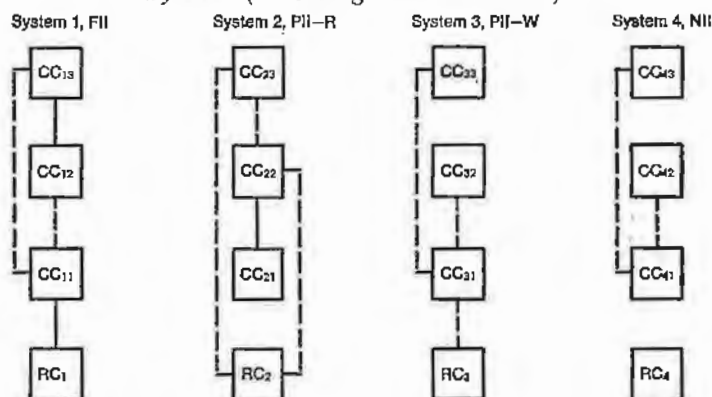 System 1, FII System 2, PII–R System 3, PII–W System 4, NII
CC13 CC23 CC33 CC43
CC12 CC22 CC32 CC42
CC11 CC21 CC31 CC41
RC1 RC2 RC3 RC4